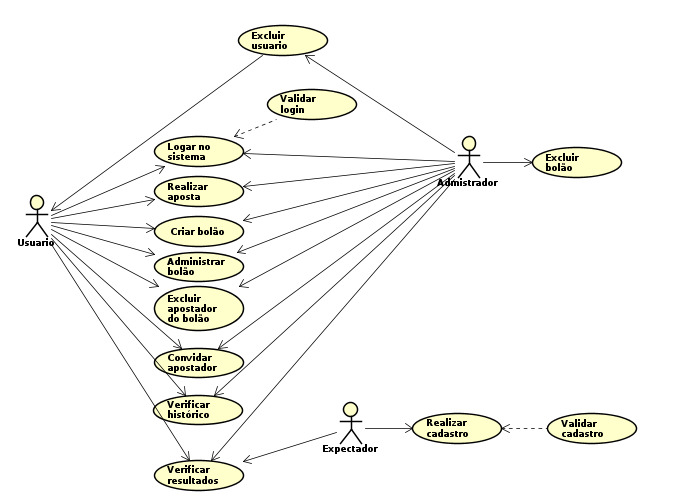 Excluir
usuario
Validar
login
Logar no
sistema
Excluir
bolão
Admistrador
Realizar
aposta
Criar bolão
Usuario
Administrar
bolão
Excluir
apostador
do bolão
Convidar
apostador
Verificar
histórico
Expectador
Realizar
cadastro
Validar
cadastro
Verificar
resultados